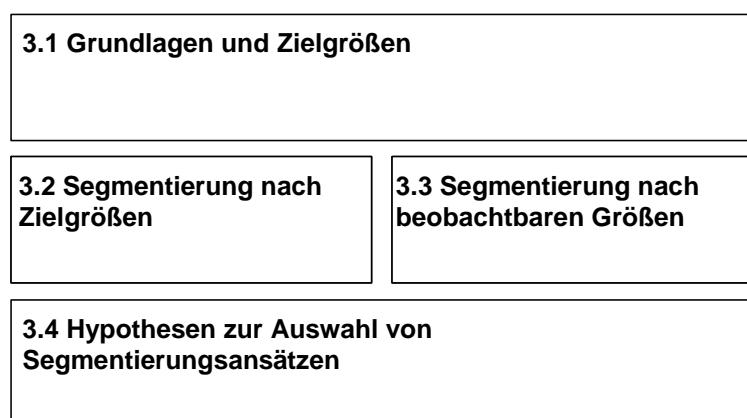 3.1 Grundlagen und Zielgrößen
3.2 Segmentierung nach
Zielgrößen
3.3 Segmentierung nach
beobachtbaren Größen
3.4 Hypothesen zur Auswahl von
Segmentierungsansätzen